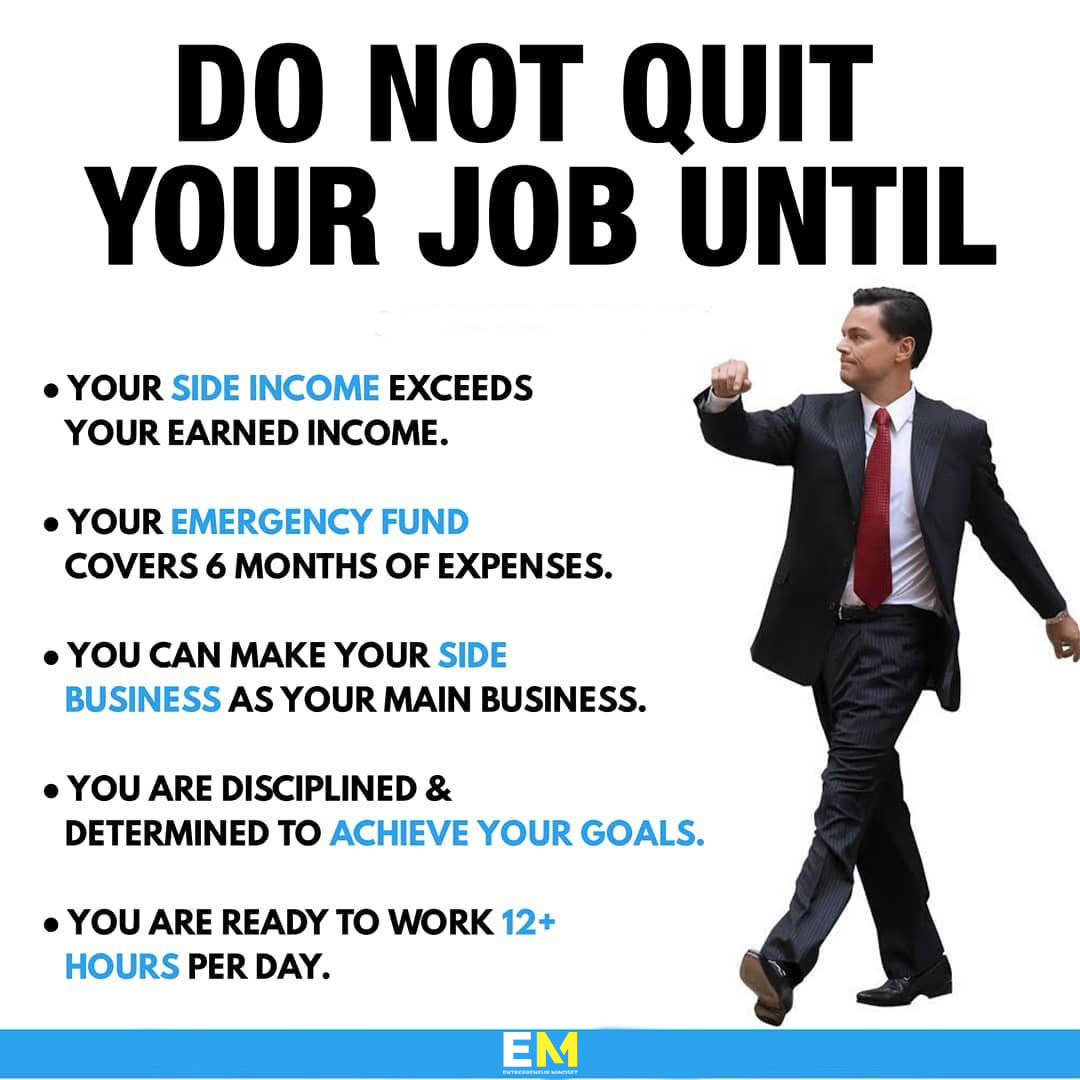 DO NOT QUIT
YOUR JOB UNTIL
• YOUR SIDE INCOME EXCEEDS
YOUR EARNED INCOME.
• YOUR EMERGENCY FUND
COVERS 6 MONTHS OF EXPENSES.
• YOU CAN MAKE YOUR SIDE
BUSINESS AS YOUR MAIN BUSINESS.
• YOU ARE DISCIPLINED &
DETERMINED TO ACHIEVE YOUR GOALS.
• YOU ARE READY TO WORK 12+
HOURS PER DAY.
EM
ENTREPRENEUR MINDSET